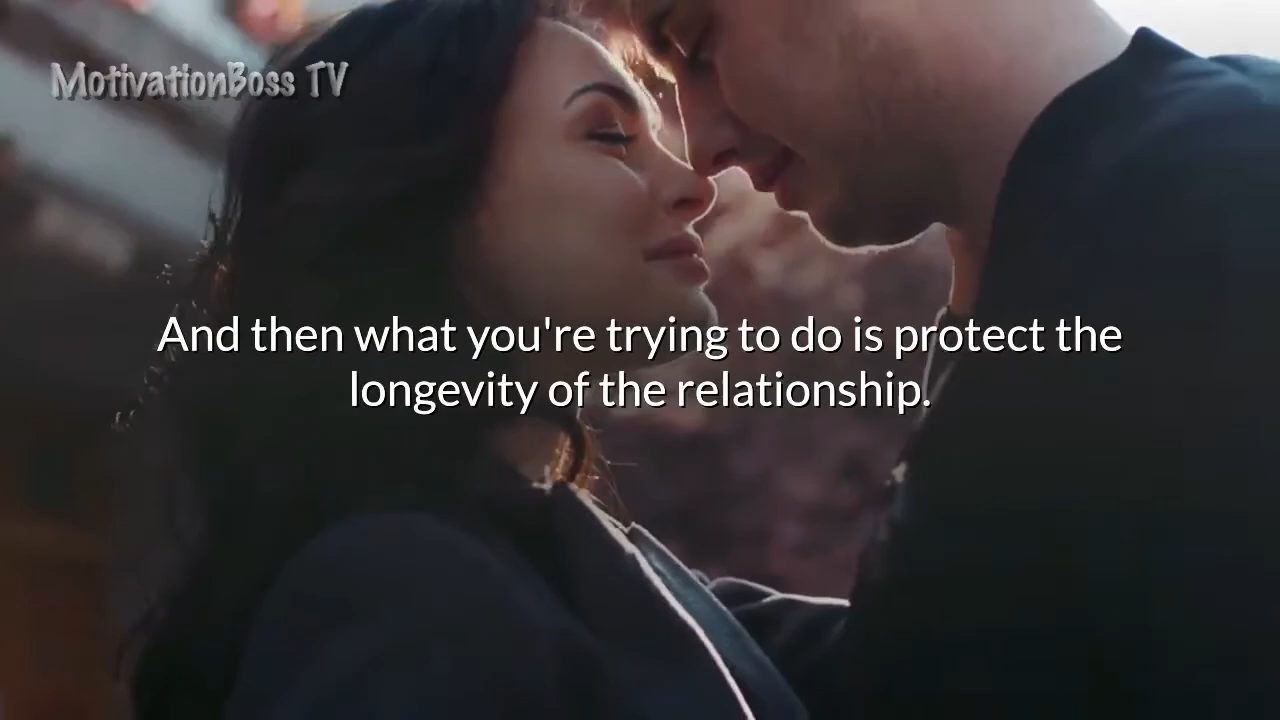 MotivationBoss TV
And then what you're trying to do is protect the
longevity of the relationship.